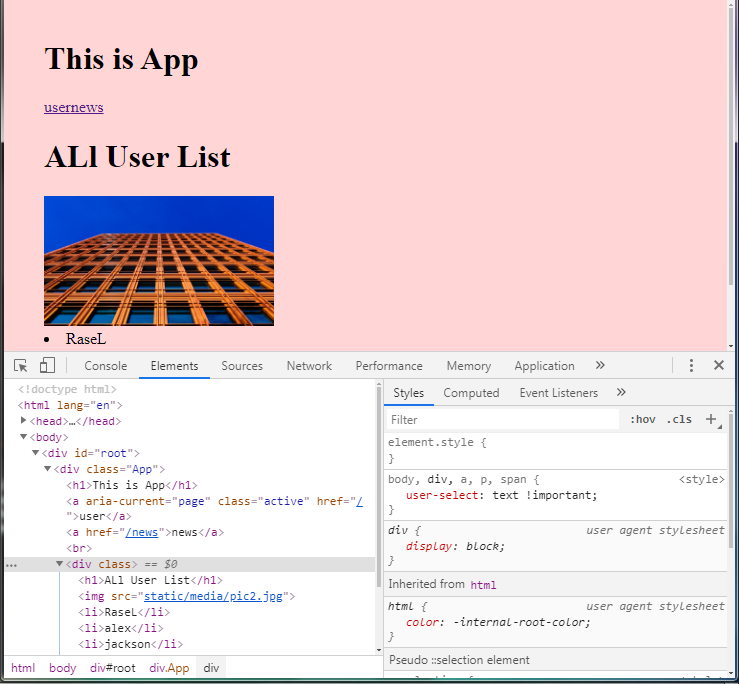 This is App
usernews
ALl User List
RaseL
Console Elements Sources Network Performance Memory Application »
<!doctype html>
<html lang="en">
<head>…</head>
<body>
<div id="root">
<div class="App">
<h1>This is App</h1>
<a aria-current="page" class="active" href="/
">user</a>
<a href="/news">news</a>
<br>
… <div class> == $0
<h1>ALl User List</h1>
<img src="static/media/pic2.jpg">
<li>RaseL</li>
<li>alex</li>
<li>jackson</li>
html body div#root div.App div
Styles Computed Event Listeners »
Filter :hov .cls +
element.style {
}
body, div, a, p, span { <style>
user-select: text !important;
}
div { user agent stylesheet
display: block;
}
Inherited from html
html { user agent stylesheet
color: -internal-root-color;
}
Pseudo ::selection element